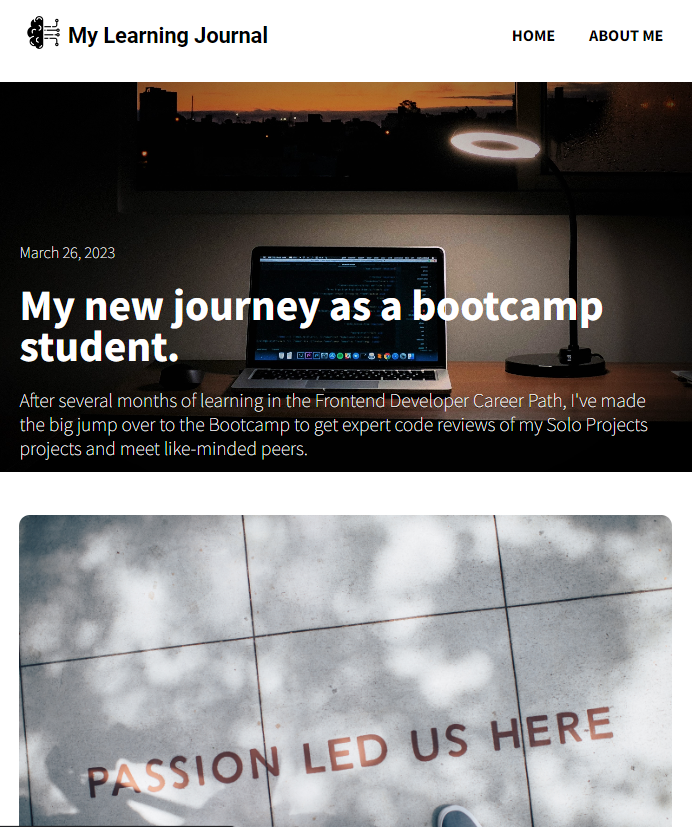 My Learning Journal
HOME
ABOUT ME
March 26, 2023
My new journey as a bootcamp
student.
After several months of learning in the Frontend Developer Career Path, I've made
the big jump over to the Bootcamp to get expert code reviews of my Solo Projects
projects and meet like-minded peers.
PASSION LED US HERE